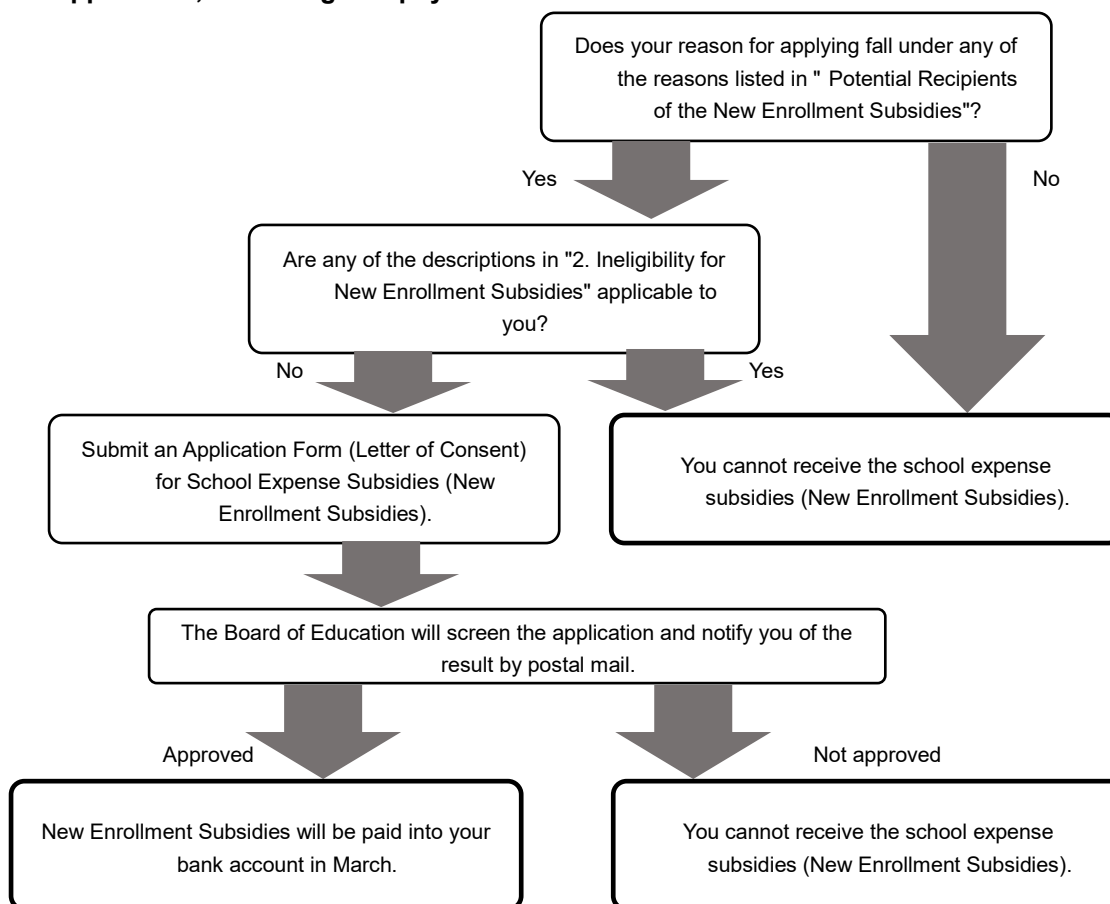 Does your reason for applying fall under any of
the reasons listed in " Potential Recipients
of the New Enrollment Subsidies"?
Yes
No
Are any of the descriptions in "2. Ineligibility for
New Enrollment Subsidies" applicable to
you?
No
Yes
Submit an Application Form (Letter of Consent)
for School Expense Subsidies (New
Enrollment Subsidies).
You cannot receive the school expense
subsidies (New Enrollment Subsidies).
The Board of Education will screen the application and notify you of the
result by postal mail.
Approved
Not approved
New Enrollment Subsidies will be paid into your
bank account in March.
You cannot receive the school expense
subsidies (New Enrollment Subsidies).